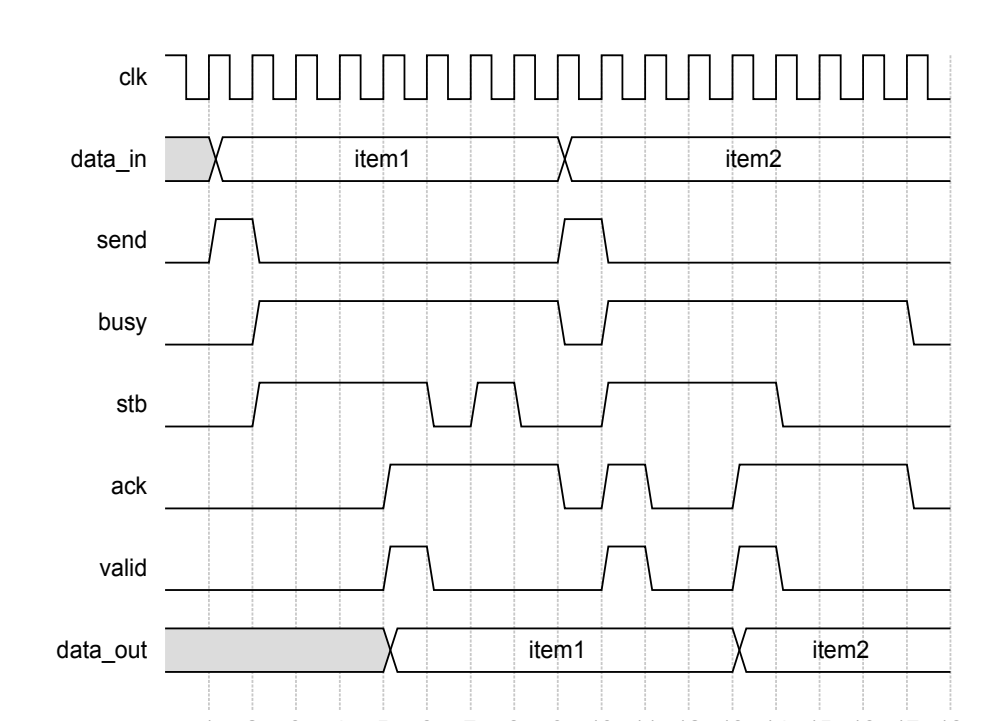 clk
data_in item1 item2
send
busy
stb
ack
valid
data_out item1 item2